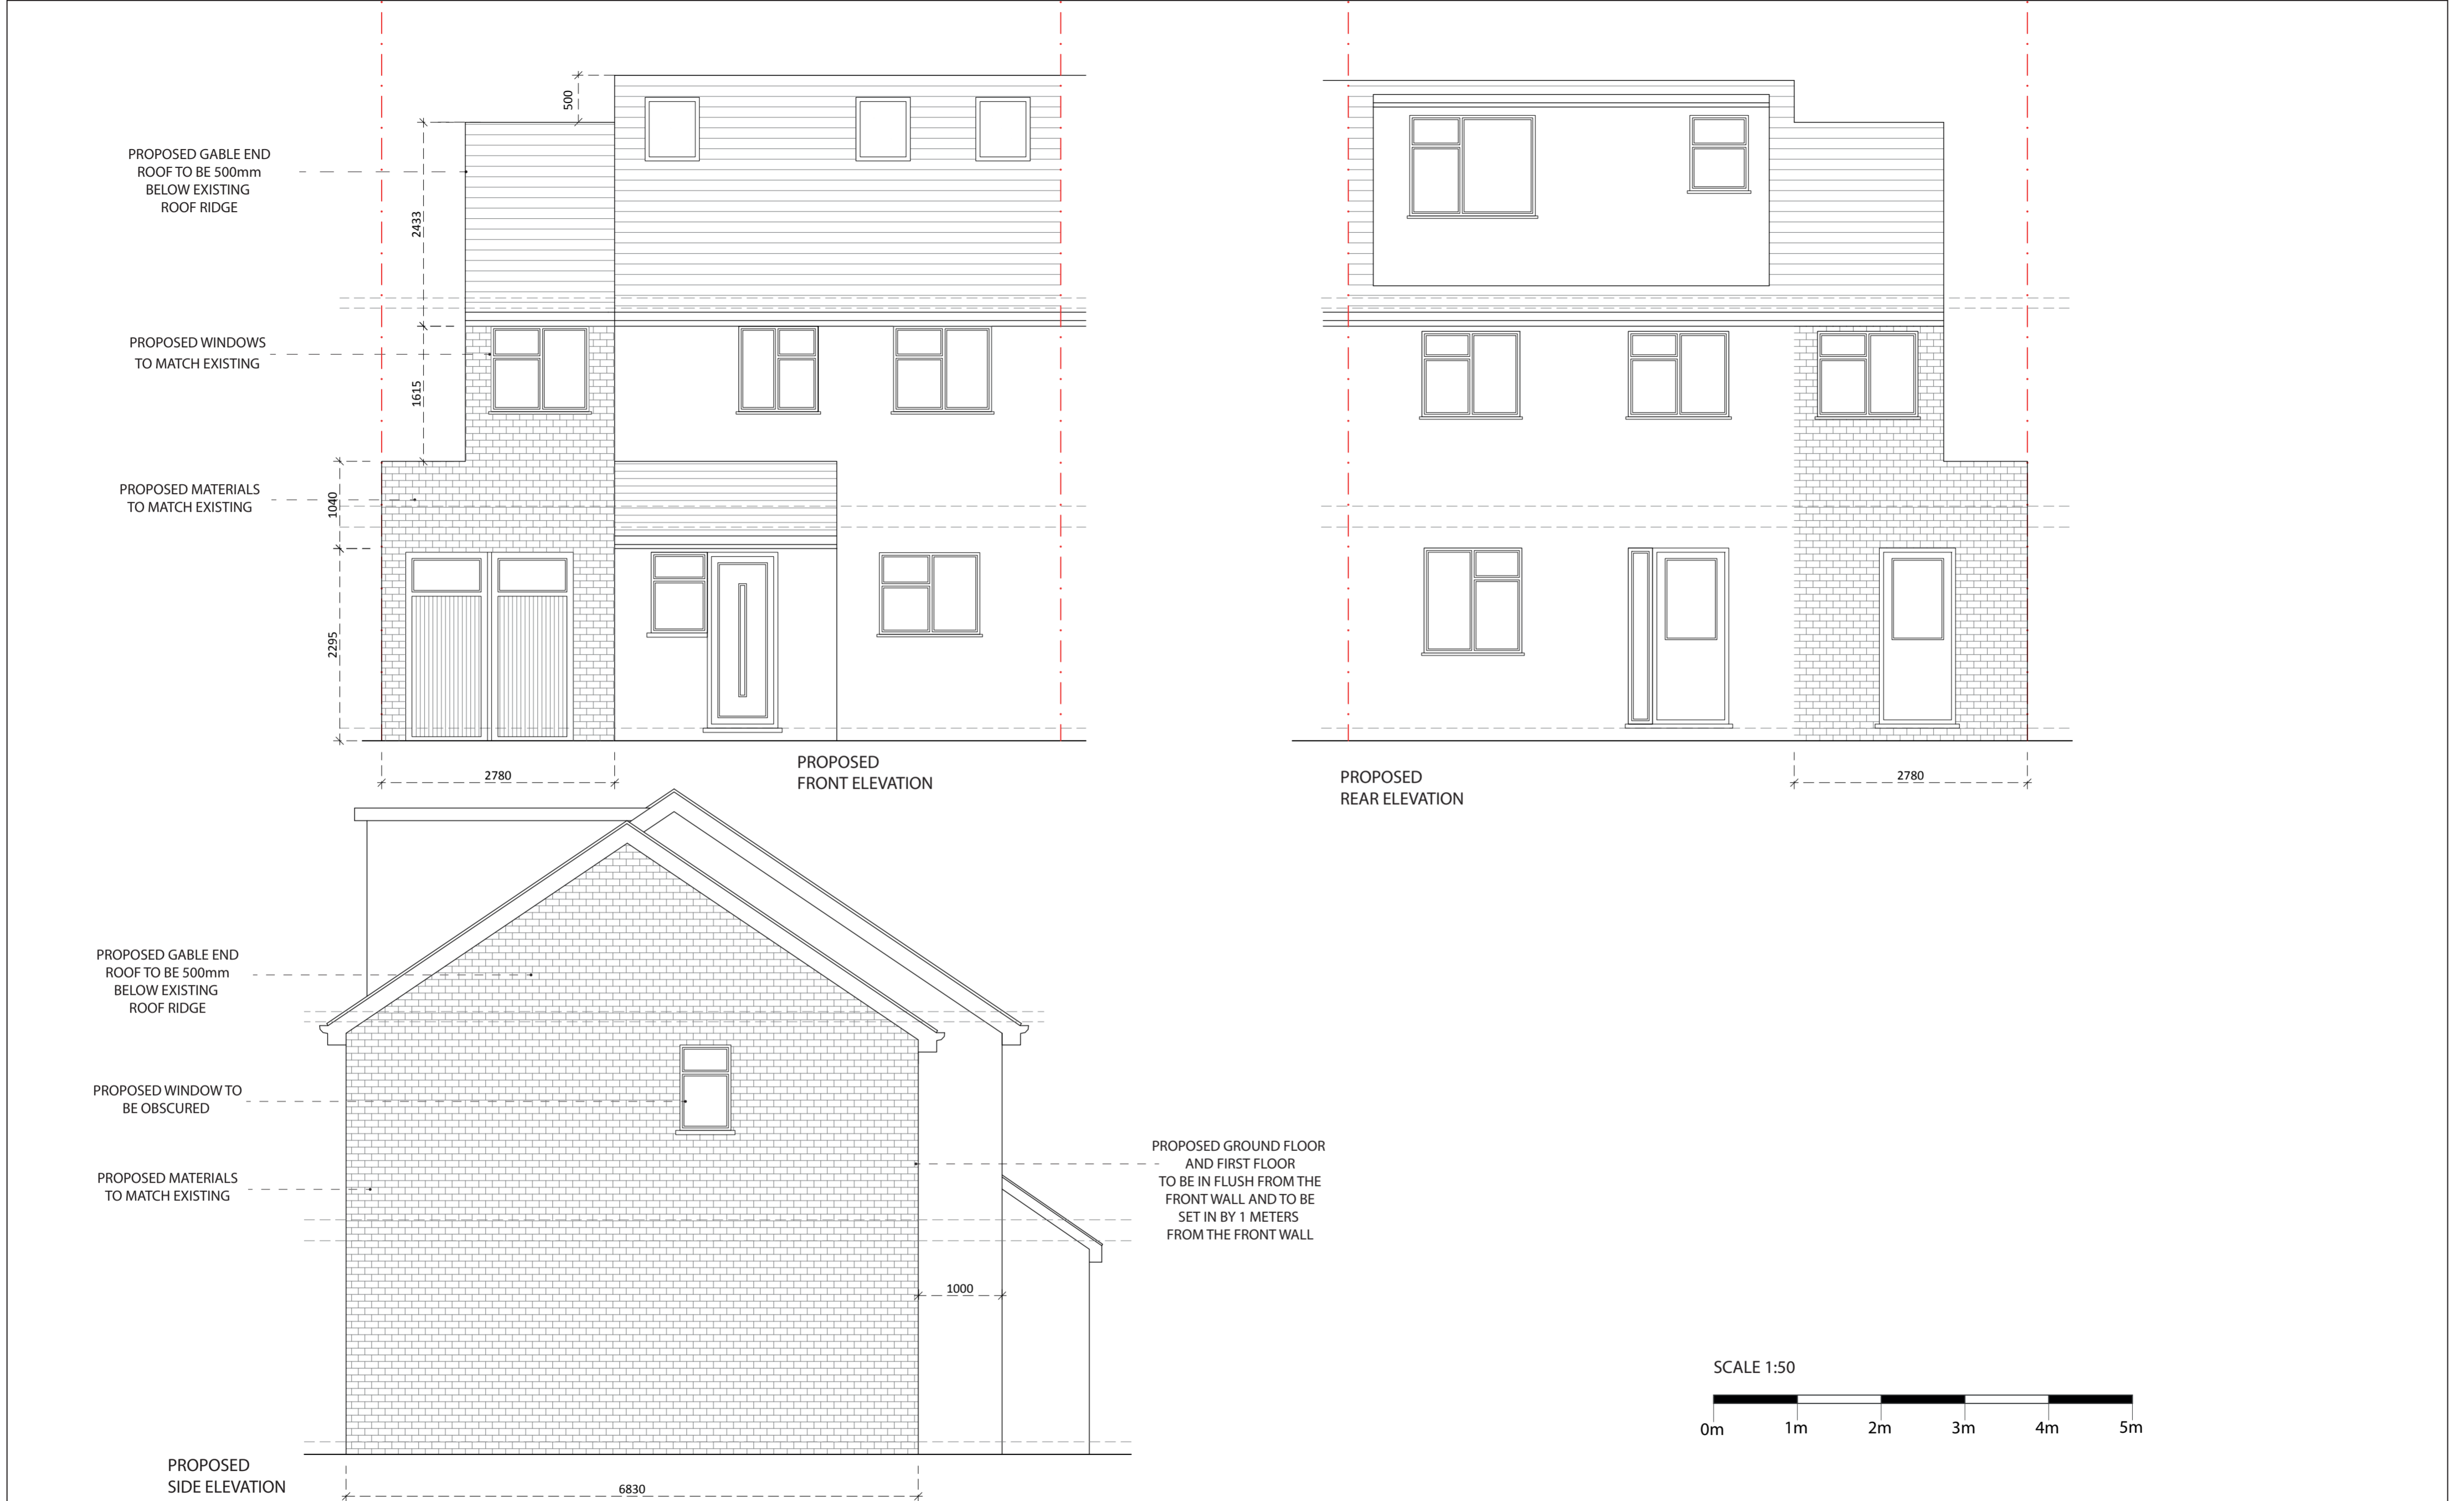 500
PROPOSED GABLE END
ROOF TO BE 500mm
BELOW EXISTING
ROOF RIDGE
2433
PROPOSED WINDOWS
TO MATCH EXISTING
1615
PROPOSED MATERIALS
TO MATCH EXISTING
1040
2295
2780
PROPOSED
FRONT ELEVATION
PROPOSED
REAR ELEVATION
2780
PROPOSED GABLE END
ROOF TO BE 500mm
BELOW EXISTING
ROOF RIDGE
PROPOSED WINDOW TO
BE OBSCURED
PROPOSED MATERIALS
TO MATCH EXISTING
PROPOSED GROUND FLOOR
AND FIRST FLOOR
TO BE IN FLUSH FROM THE
FRONT WALL AND TO BE
SET IN BY 1 METERS
FROM THE FRONT WALL
1000
PROPOSED
SIDE ELEVATION
6830
SCALE 1:50
0m 1m 2m 3m 4m 5m